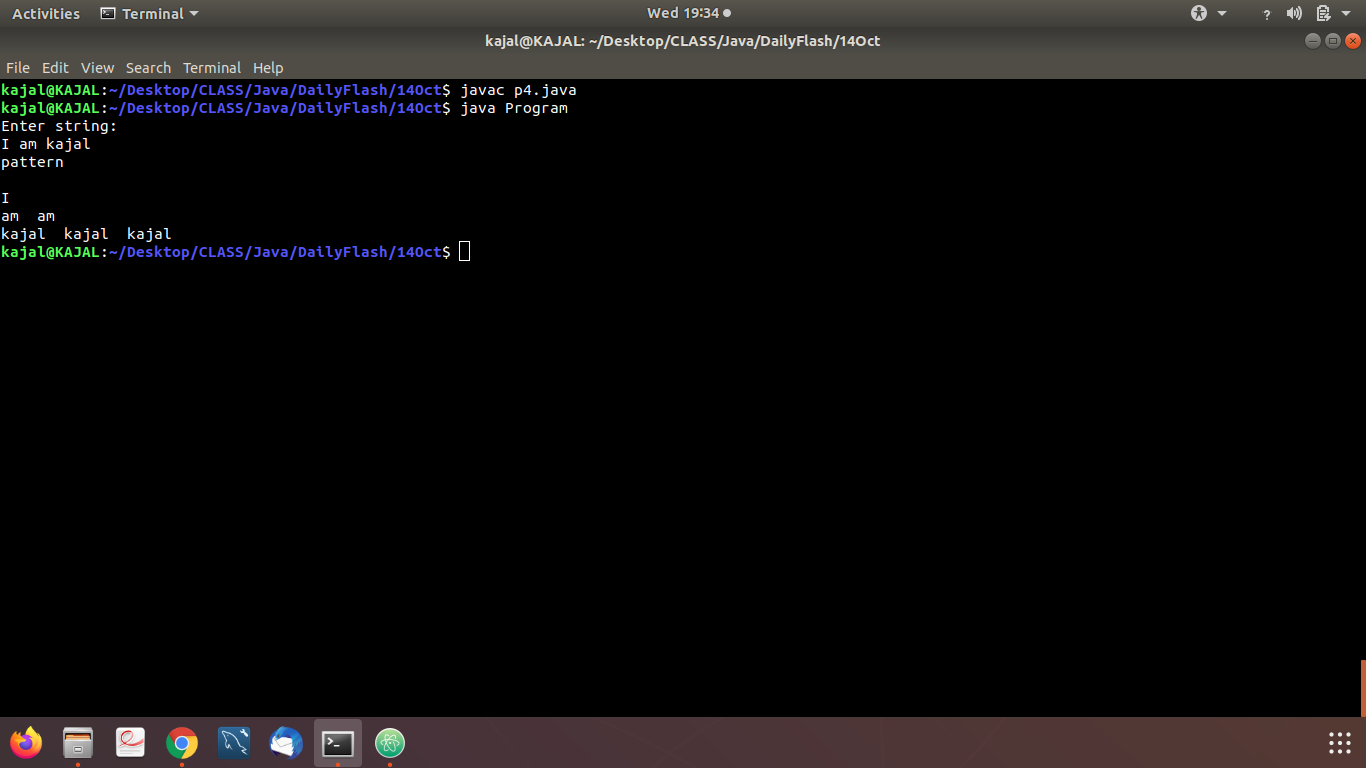 Activities Terminal Wed 19:34
kajal@KAJAL: ~/Desktop/CLASS/Java/DailyFlash/14Oct
File Edit View Search Terminal Help
kajal@KAJAL:~/Desktop/CLASS/Java/DailyFlash/14Oct$ javac p4.java
kajal@KAJAL:~/Desktop/CLASS/Java/DailyFlash/14Oct$ java Program
Enter string:
I am kajal
pattern
I
am  am
kajal  kajal  kajal
kajal@KAJAL:~/Desktop/CLASS/Java/DailyFlash/14Oct$